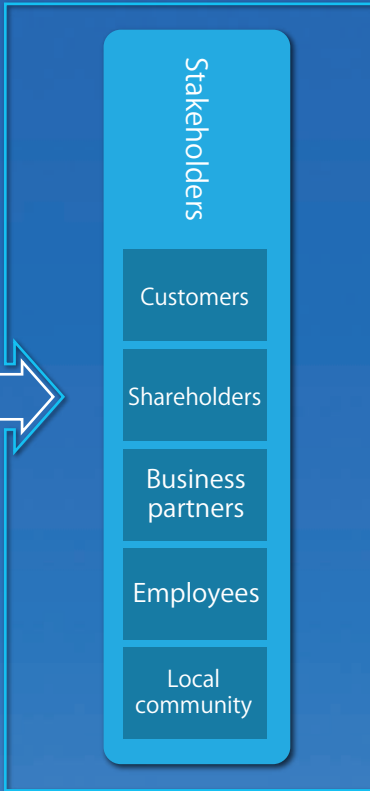 Stakeholders
Customers
Shareholders
Business
partners
Employees
Local
community